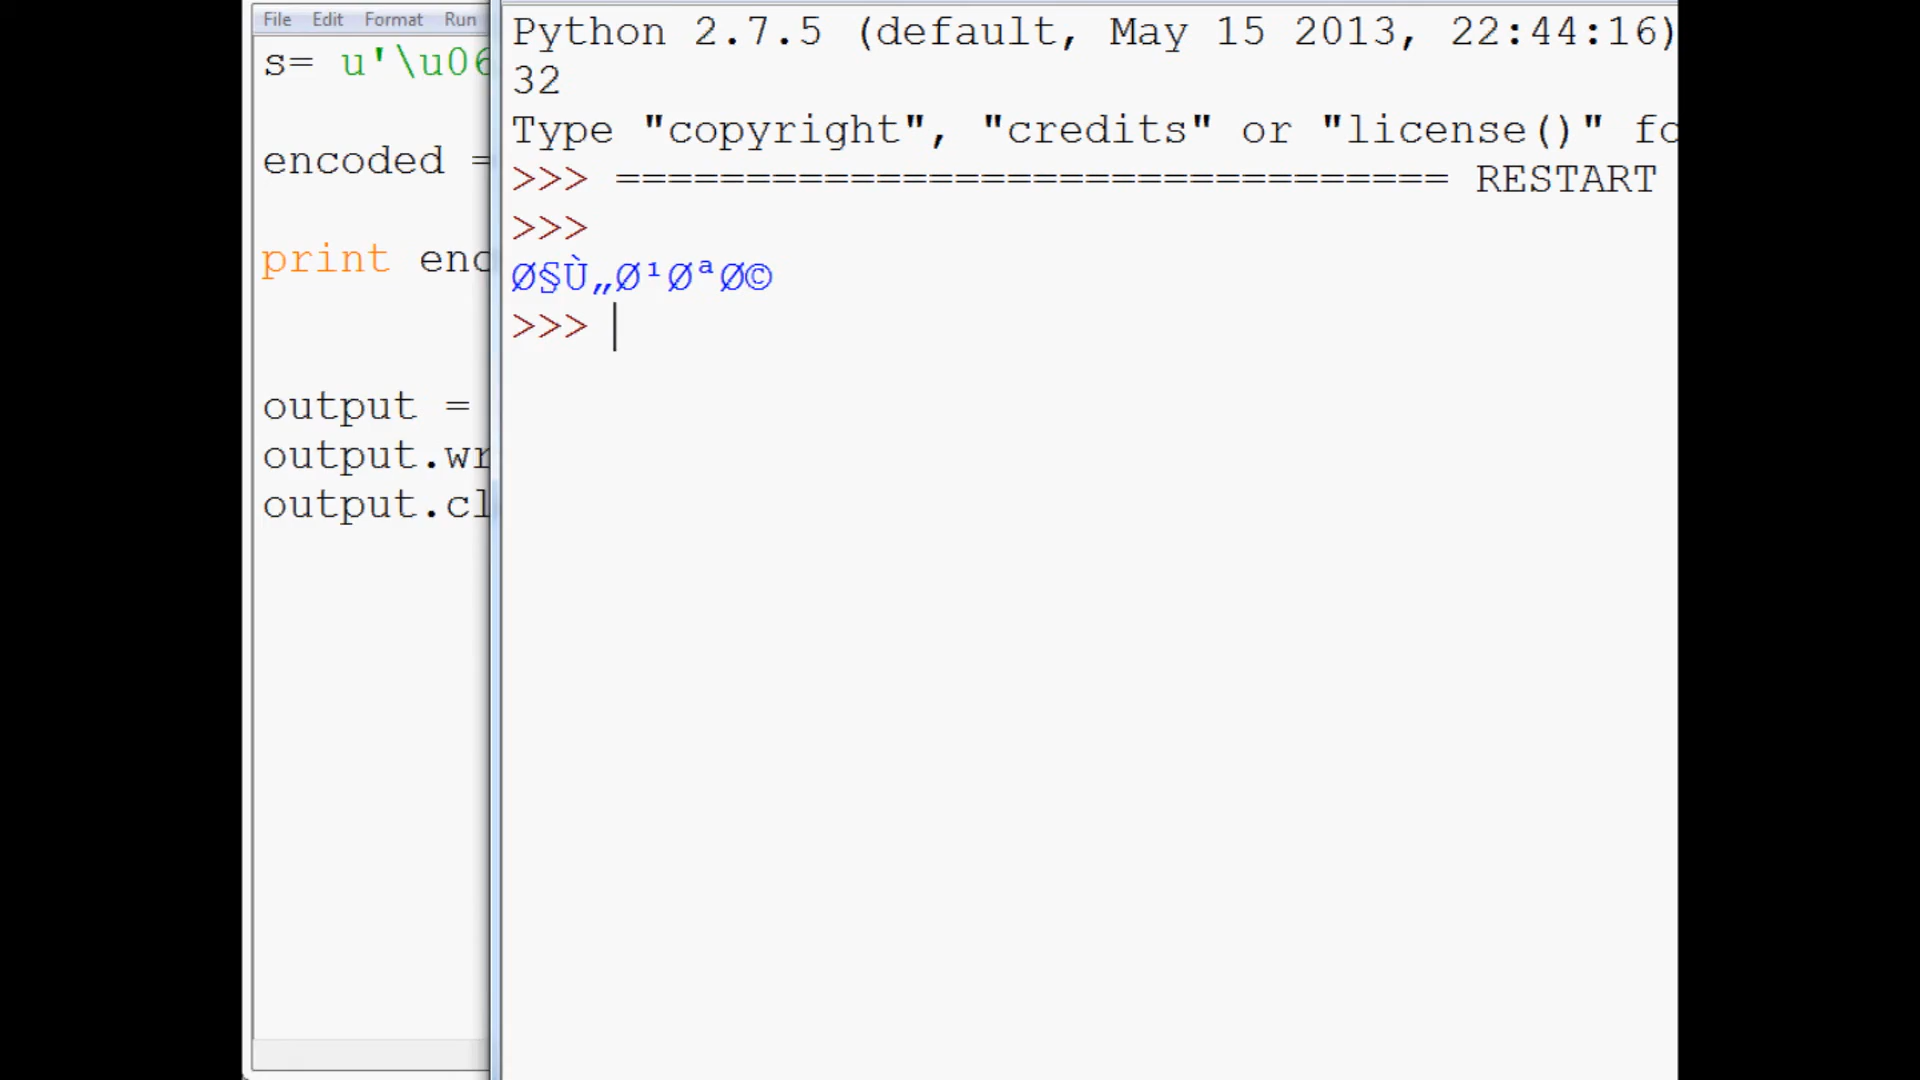 File Edit Format Run
s= u'\u06
encoded =
print enc
output =
output.wr
output.cl
Python 2.7.5 (default, May 15 2013, 22:44:16)
32
Type "copyright", "credits" or "license()" fo
>>> ================================ RESTART
>>>
Ø§Ù„Ø¹ØªØ©
>>>